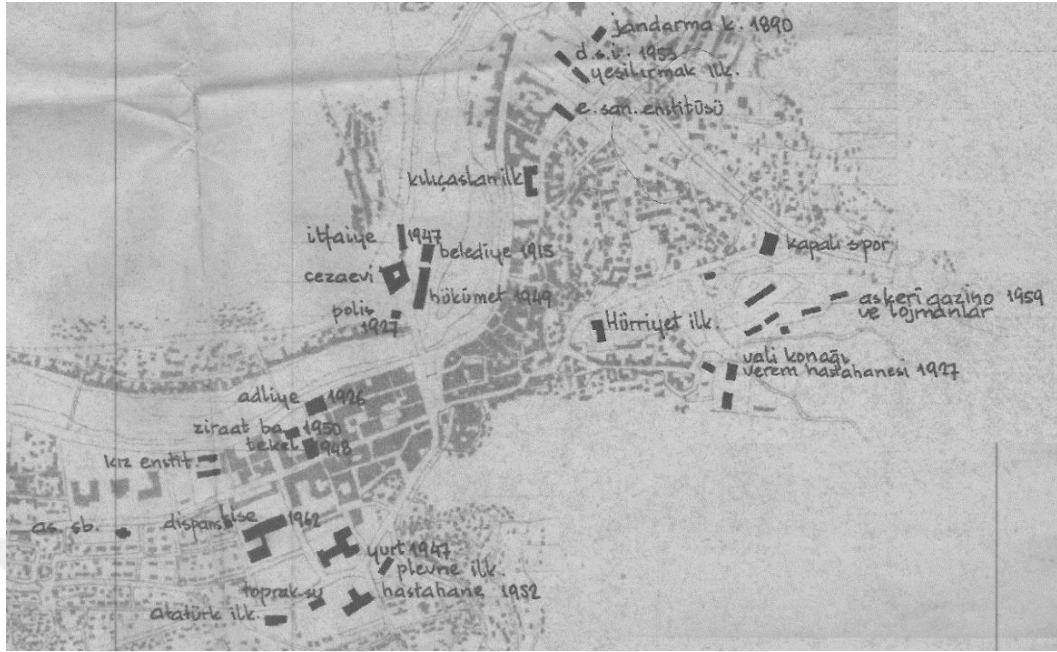 jandarma k. 1890
d.s.i. 1953
yeşilırmak ilk.
e. san. enstitüsü
kılıçaslan ilk
itfaiye 1947
belediye 1915
cezaevi
hükümet 1949
polis
1927
kapalı spor
askeri gazino 1959
ve lojmanlar
Hürriyet ilk.
vali konağı
verem hastahanesi 1927
adliye 1926
ziraat ba. 1950
tekel 1948
kız enstit.
as. sb.
dispans
lise 1962
yurt 1947
plevne ilk.
toprak su
hastahane 1952
atatürk ilk.